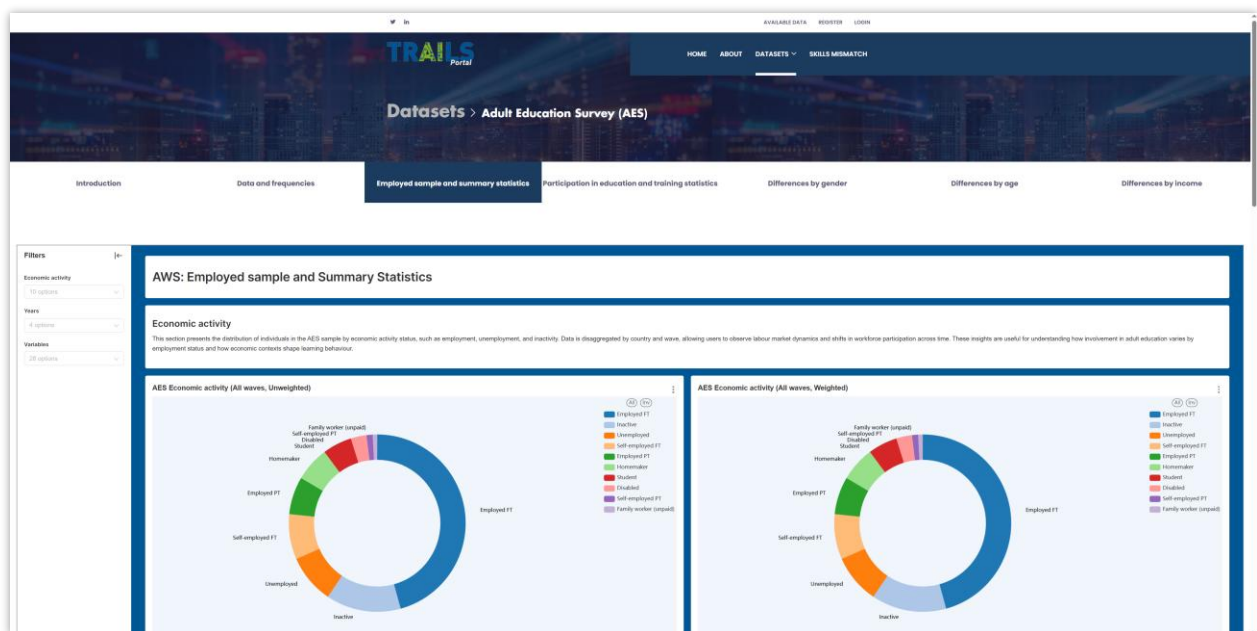 in
AVAILABLE DATA REGISTER LOGIN
TRAILS
Portal
HOME ABOUT DATASETS SKILLS MISMATCH
Datasets > Adult Education Survey (AES)
Introduction
Data and frequencies
Employed sample and summary statistics
Participation in education and training statistics
Differences by gender
Differences by age
Differences by income
Filters
Economic activity
10 options
Years
4 options
Variables
28 options
AWS: Employed sample and Summary Statistics
Economic activity
This section presents the distribution of individuals in the AES sample by economic activity status, such as employment, unemployment, and inactivity. Data is disaggregated by country and wave, allowing users to observe labour market dynamics and shifts in workforce participation across time. These insights are useful for understanding how involvement in adult education varies by
employment status and how economic contexts shape learning behaviour.
AES Economic activity (All waves, Unweighted)
All Inv
Employed FT
Inactive
Unemployed
Self-employed FT
Employed PT
Homemaker
Student
Disabled
Self-employed PT
Family worker (unpaid)
Family worker (unpaid)
Self-employed PT
Disabled
Student
Homemaker
Employed PT
Self-employed FT
Unemployed
Inactive
Employed FT
AES Economic activity (All waves, Weighted)
All Inv
Employed FT
Inactive
Unemployed
Self-employed FT
Employed PT
Homemaker
Student
Disabled
Self-employed PT
Family worker (unpaid)
Family worker (unpaid)
Self-employed PT
Disabled
Student
Homemaker
Employed PT
Self-employed FT
Unemployed
Inactive
Employed FT